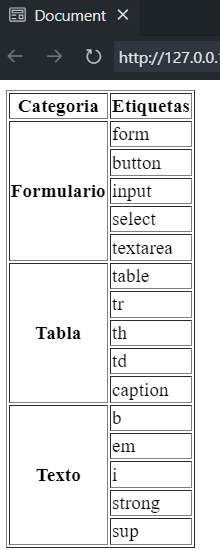 Document
http://127.0.0.
Categoria Etiquetas
Formulario
form
button
input
select
textarea
Tabla
table
tr
th
td
caption
Texto
b
em
i
strong
sup